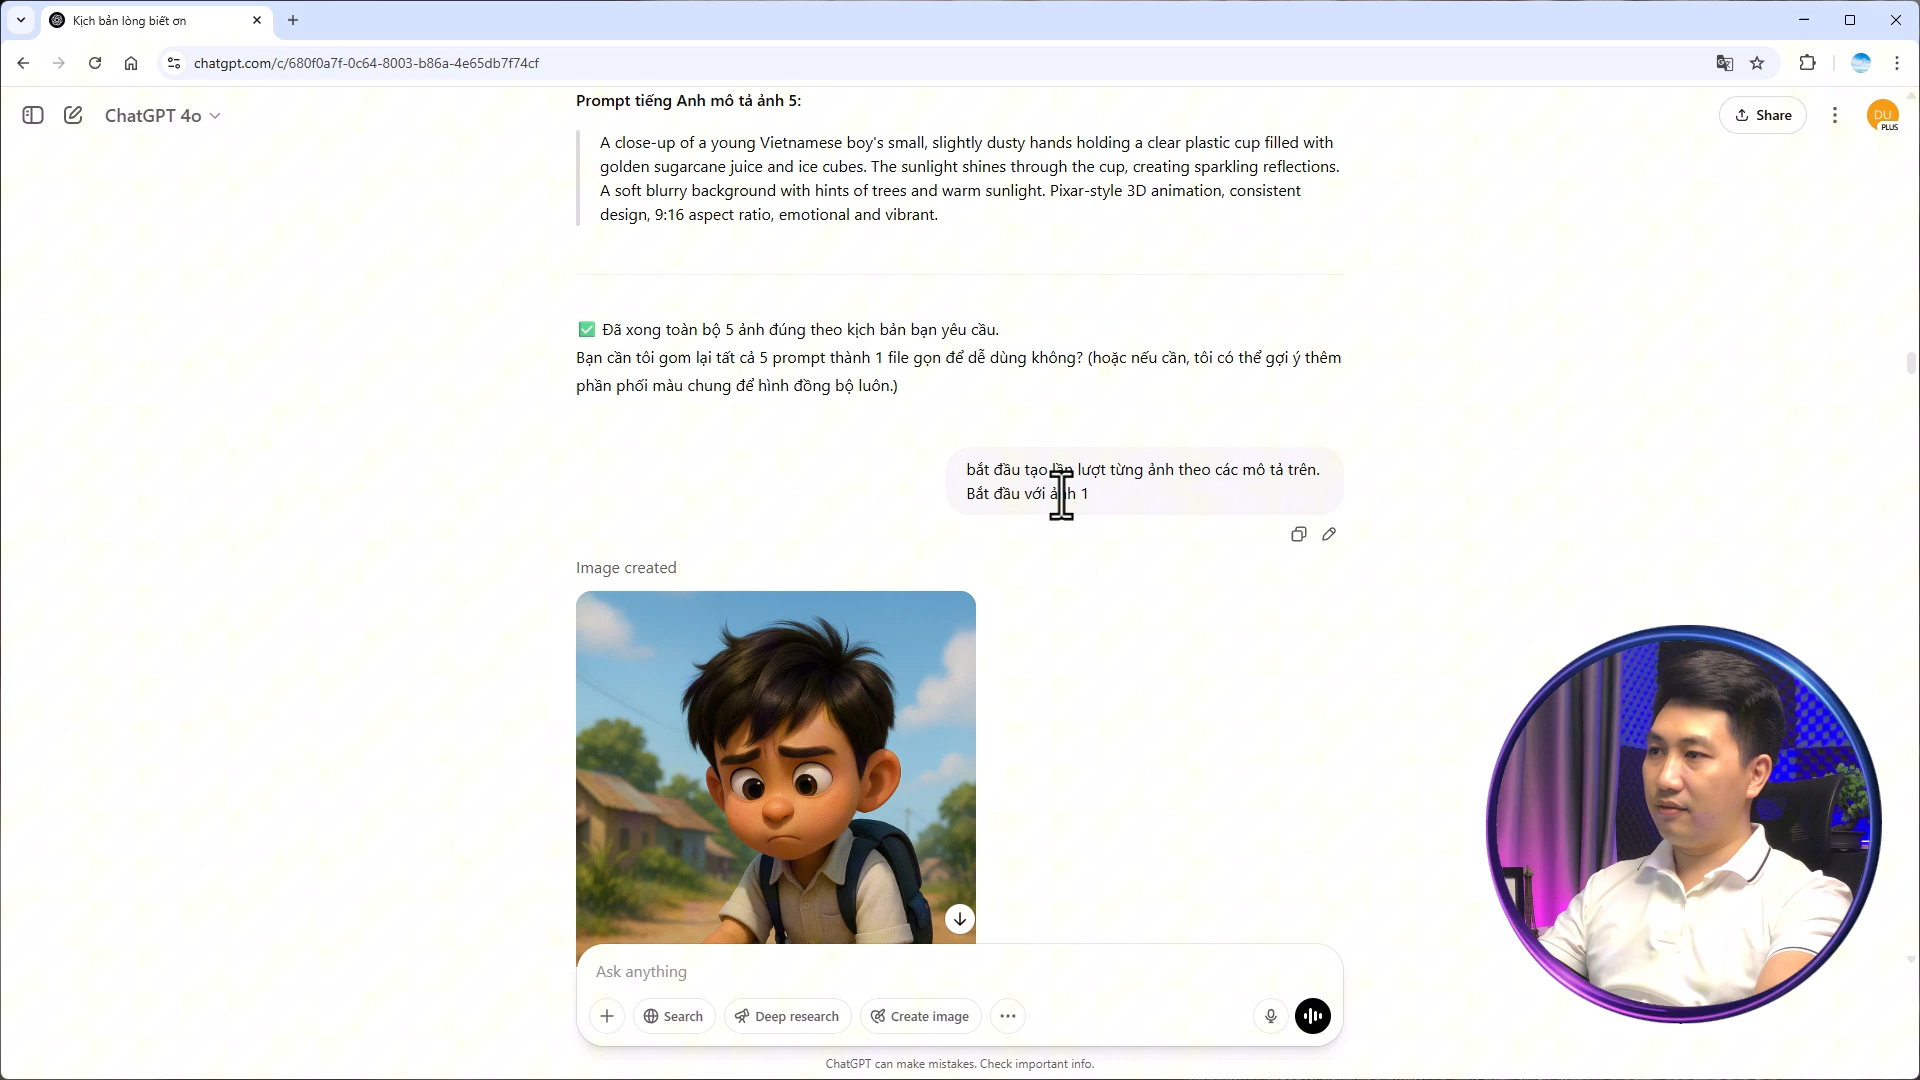 Kịch bản lòng biết ơn
chatgpt.com/c/680f0a7f-0c64-8003-b86a-4e65db7f74cf
ChatGPT 4o
Share
DU
PLUS
Prompt tiếng Anh mô tả ảnh 5:
A close-up of a young Vietnamese boy's small, slightly dusty hands holding a clear plastic cup filled with
golden sugarcane juice and ice cubes. The sunlight shines through the cup, creating sparkling reflections.
A soft blurry background with hints of trees and warm sunlight. Pixar-style 3D animation, consistent
design, 9:16 aspect ratio, emotional and vibrant.
Đã xong toàn bộ 5 ảnh đúng theo kịch bản bạn yêu cầu.
Bạn cần tôi gom lại tất cả 5 prompt thành 1 file gọn để dễ dùng không? (hoặc nếu cần, tôi có thể gợi ý thêm
phần phối màu chung để hình đồng bộ luôn.)
bắt đầu tạo lần lượt từng ảnh theo các mô tả trên.
Bắt đầu với ảnh 1
Image created
Ask anything
Search
Deep research
Create image
ChatGPT can make mistakes. Check important info.